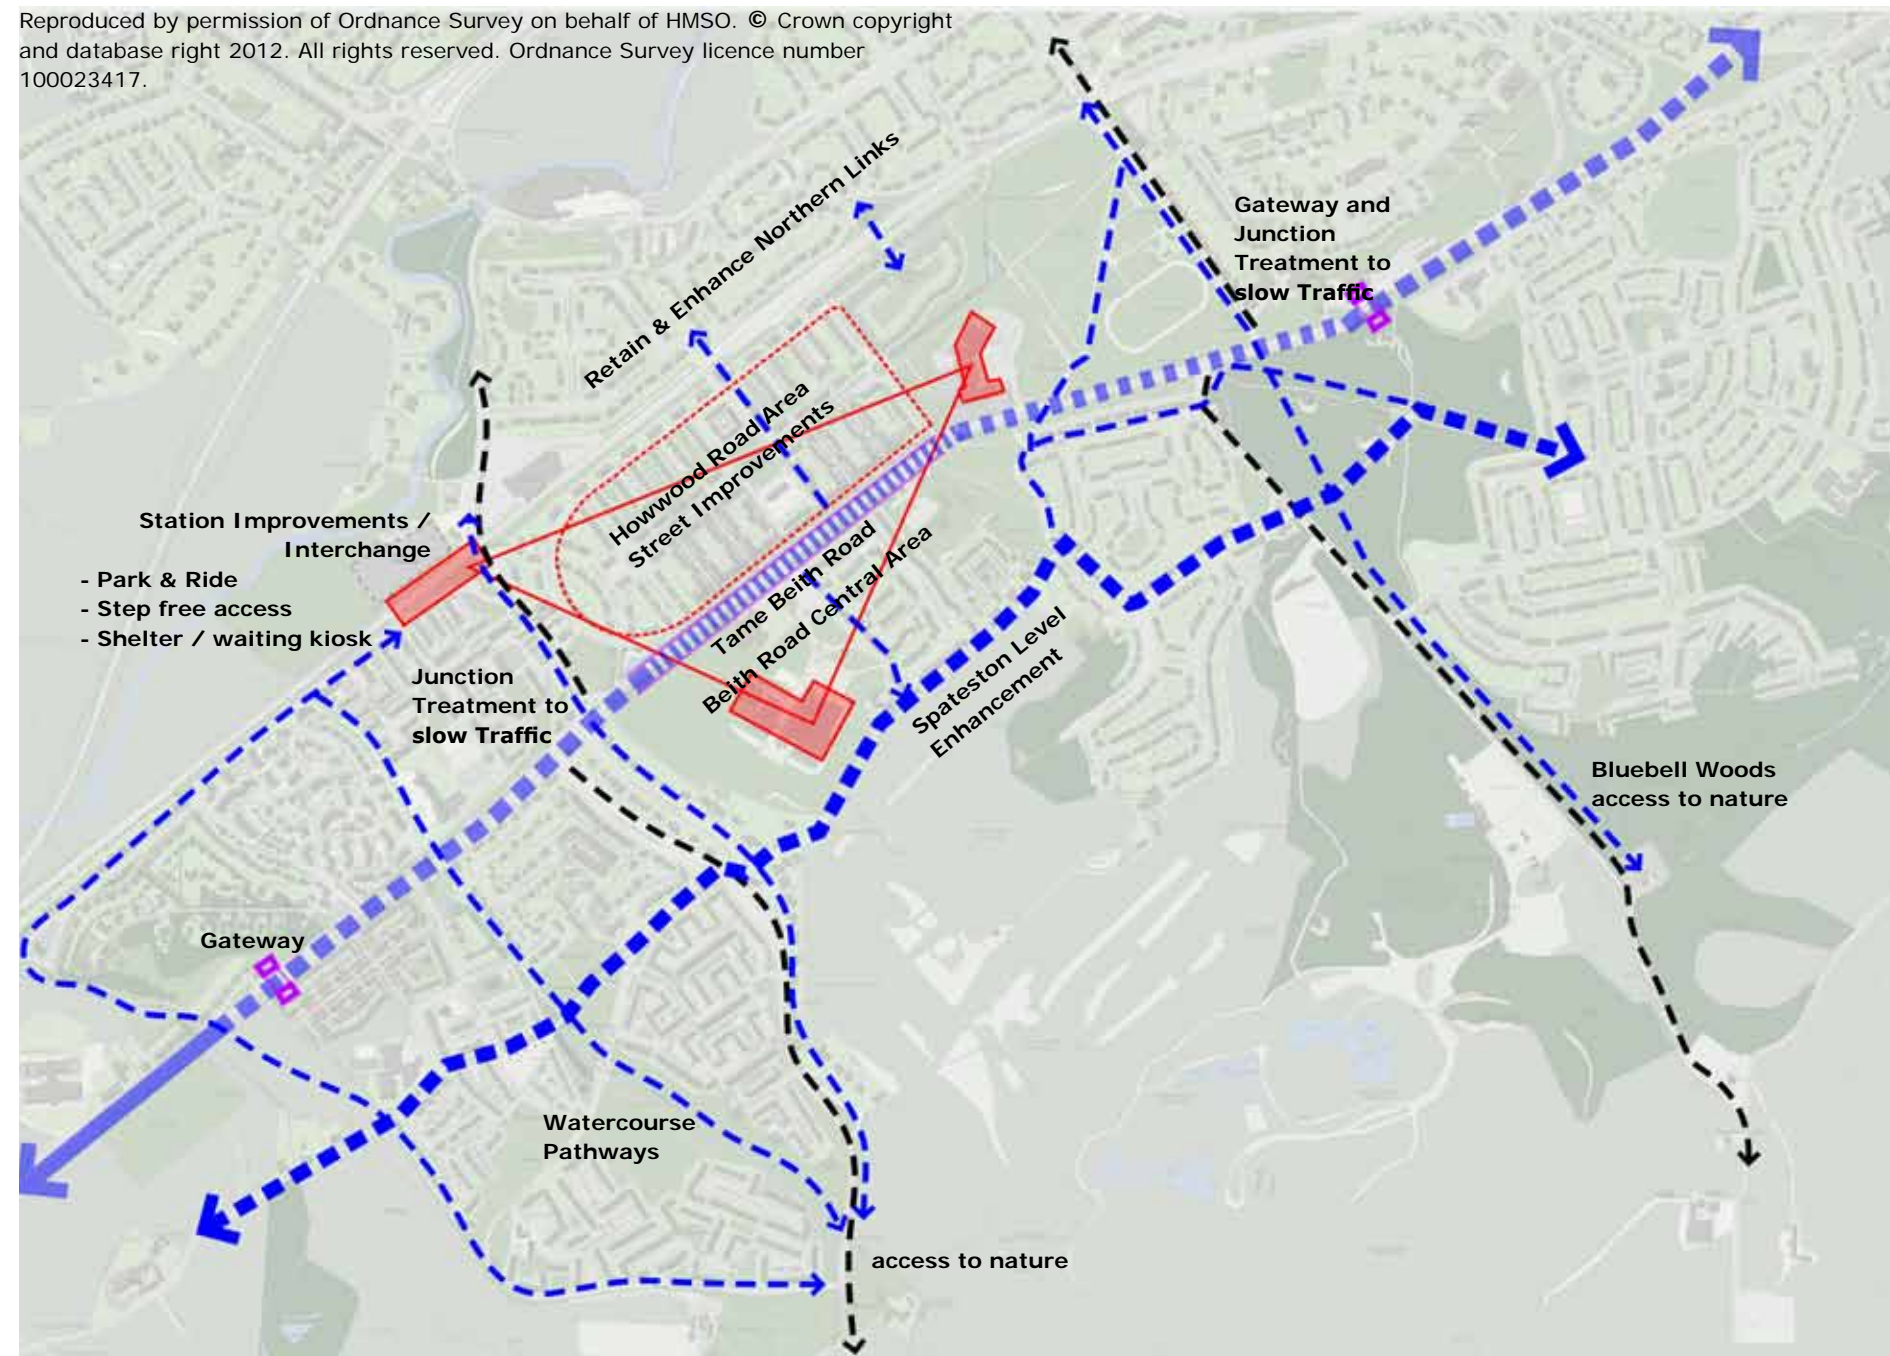 Reproduced by permission of Ordnance Survey on behalf of HMSO. © Crown copyright
and database right 2012. All rights reserved. Ordnance Survey licence number
100023417.
Retain & Enhance Northern Links
Gateway and
Junction
Treatment to
slow Traffic
Howwood Road Area
Street Improvements
Station Improvements /
Interchange
- Park & Ride
- Step free access
- Shelter / waiting kiosk
Tame Beith Road
Beith Road Central Area
Junction
Treatment to
slow Traffic
Spateston Level
Enhancement
Bluebell Woods
access to nature
Gateway
Watercourse
Pathways
access to nature